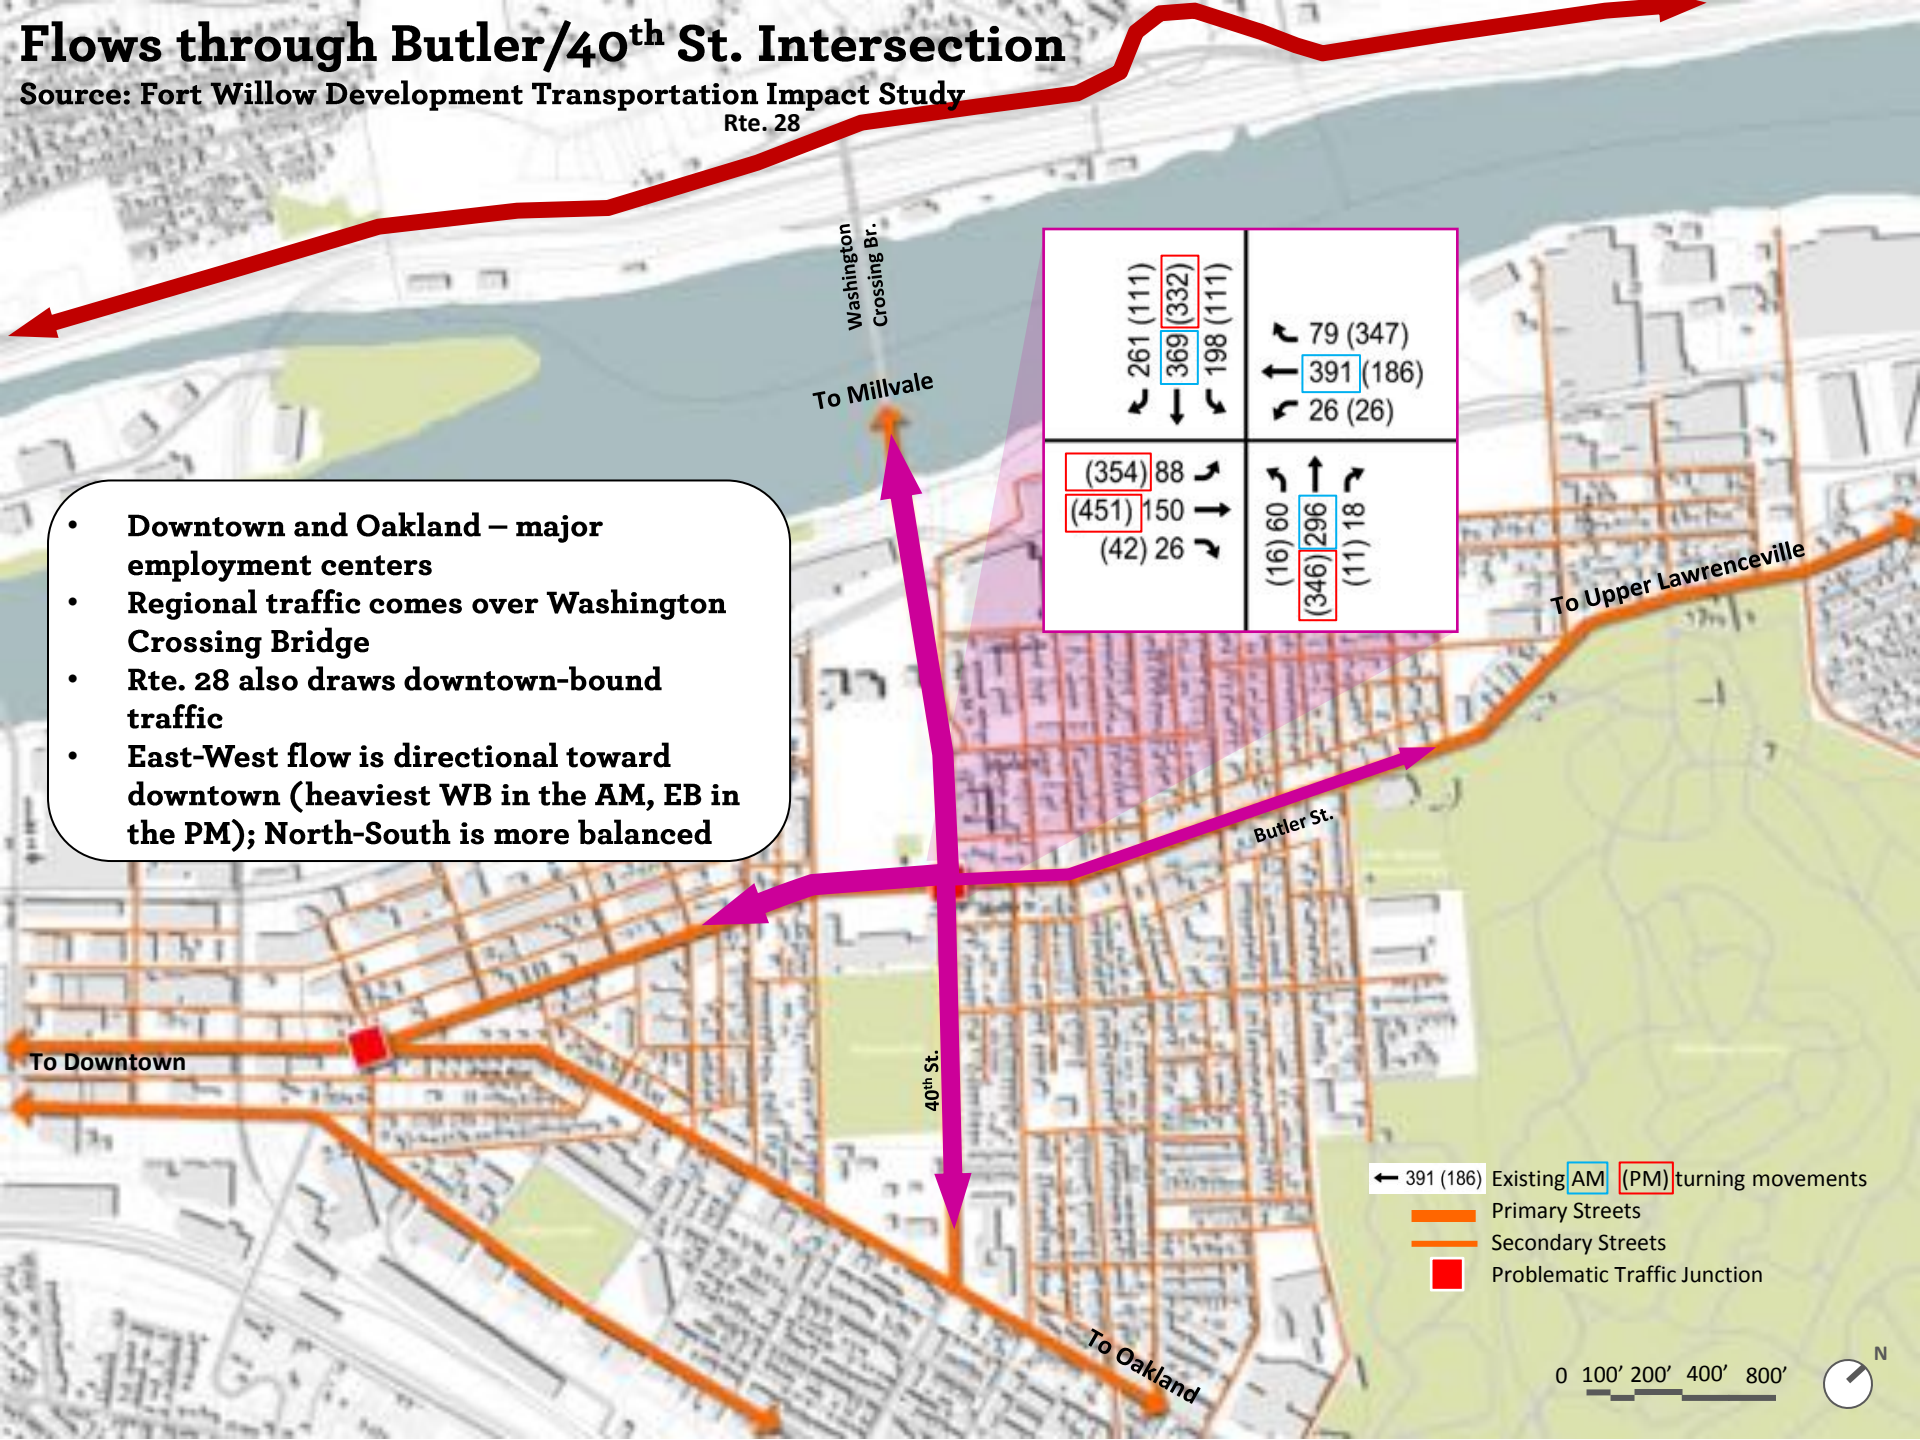 Flows through Butler/40th St. Intersection
Source: Fort Willow Development Transportation Impact Study
Rte. 28
Washington
Crossing Br.
To Millvale
261 (111)
369 (332)
198 (111)
79 (347)
391 (186)
26 (26)
(354) 88
(451) 150
(42) 26
(16) 60
(346) 296
(11) 18
• Downtown and Oakland – major
employment centers
• Regional traffic comes over Washington
Crossing Bridge
• Rte. 28 also draws downtown-bound
traffic
• East-West flow is directional toward
downtown (heaviest WB in the AM, EB in
the PM); North-South is more balanced
To Upper Lawrenceville
Butler St.
To Downtown
40th St.
To Oakland
391 (186) Existing AM (PM) turning movements
Primary Streets
Secondary Streets
Problematic Traffic Junction
0 100’ 200’ 400’ 800’
N